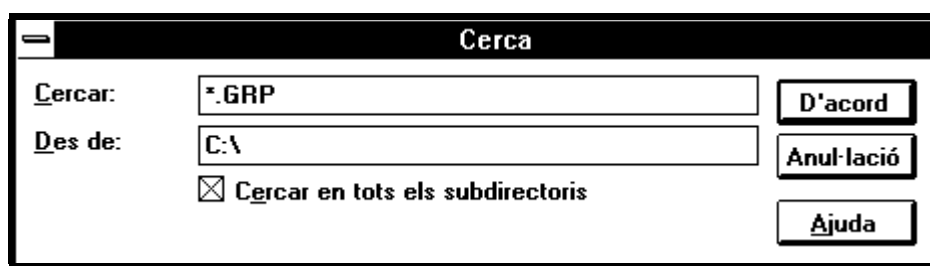 Cerca
Cercar: *.GRP
D'acord
Des de: C:\
Anul·lació
Cercar en tots els subdirectoris
Ajuda